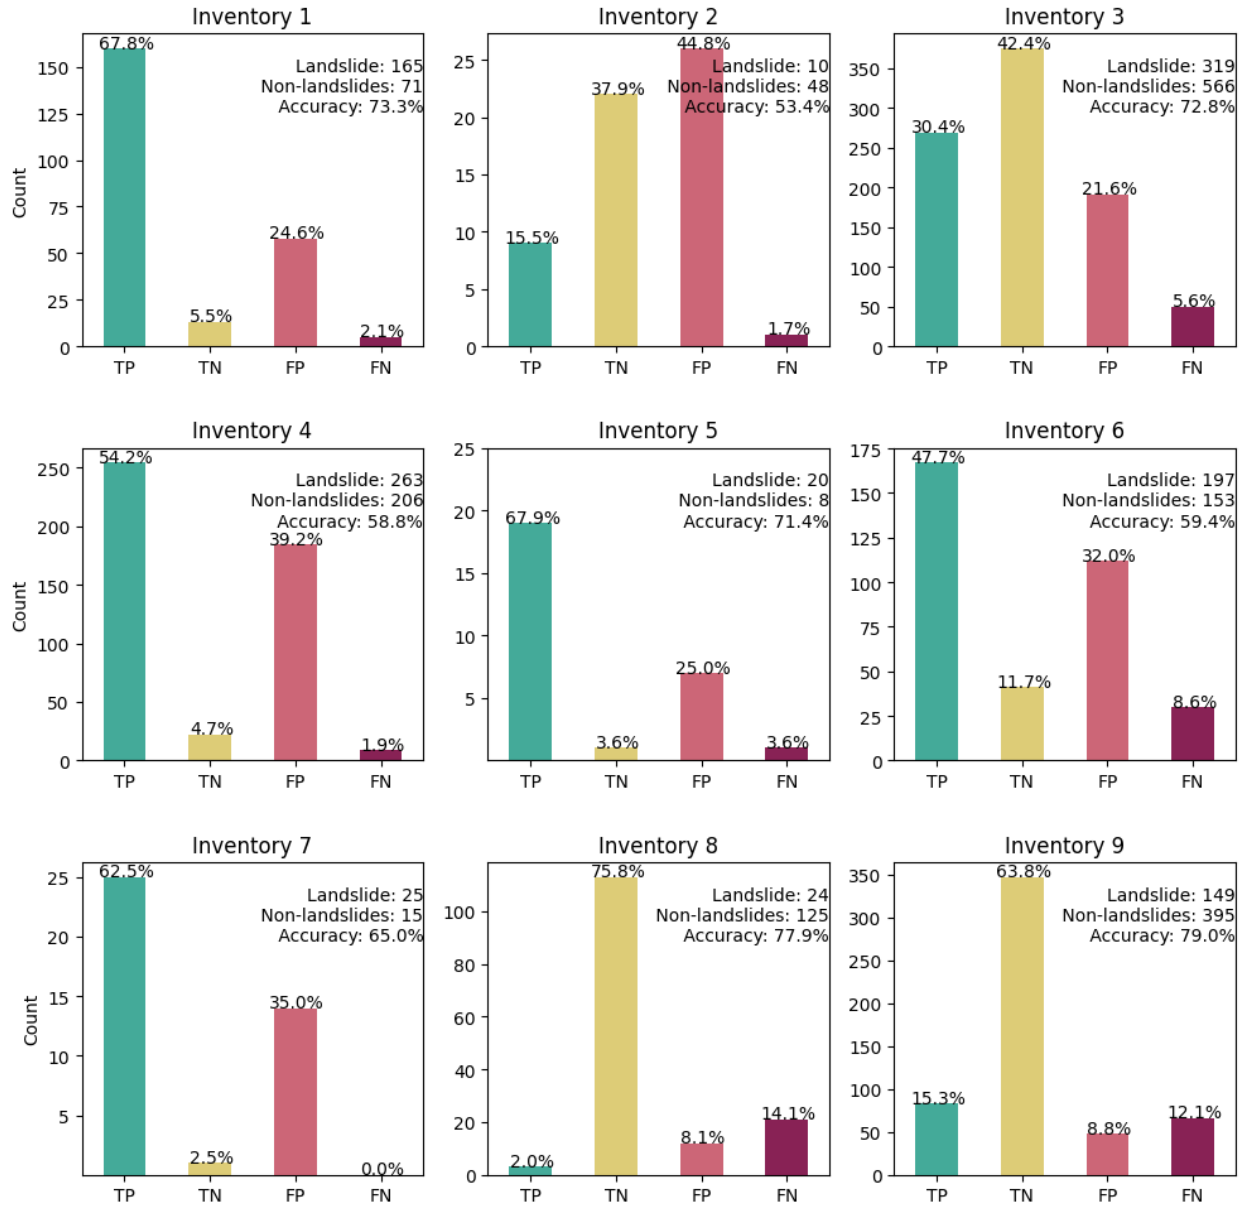 Inventory 1
67.8%
Landslide: 165
Non-landslides: 71
Accuracy: 73.3%
24.6%
5.5%
2.1%
150
125
100
75
50
25
0
Count
TP TN FP FN
Inventory 2
44.8%
Landslide: 10
Non-landslides: 48
Accuracy: 53.4%
37.9%
15.5%
1.7%
25
20
15
10
5
0
TP TN FP FN
Inventory 3
42.4%
Landslide: 319
Non-landslides: 566
Accuracy: 72.8%
30.4%
21.6%
5.6%
350
300
250
200
150
100
50
0
TP TN FP FN
Inventory 4
54.2%
Landslide: 263
Non-landslides: 206
Accuracy: 58.8%
39.2%
4.7%
1.9%
250
200
150
100
50
0
Count
TP TN FP FN
Inventory 5
Landslide: 20
Non-landslides: 8
Accuracy: 71.4%
67.9%
25.0%
3.6%
3.6%
25
20
15
10
5
TP TN FP FN
Inventory 6
47.7%
Landslide: 197
Non-landslides: 153
Accuracy: 59.4%
32.0%
11.7%
8.6%
175
150
125
100
75
50
25
0
TP TN FP FN
Inventory 7
62.5%
Landslide: 25
Non-landslides: 15
Accuracy: 65.0%
35.0%
2.5%
0.0%
25
20
15
10
5
Count
TP TN FP FN
Inventory 8
75.8%
Landslide: 24
Non-landslides: 125
Accuracy: 77.9%
14.1%
8.1%
2.0%
100
80
60
40
20
0
TP TN FP FN
Inventory 9
63.8%
Landslide: 149
Non-landslides: 395
Accuracy: 79.0%
15.3%
12.1%
8.8%
350
300
250
200
150
100
50
0
TP TN FP FN